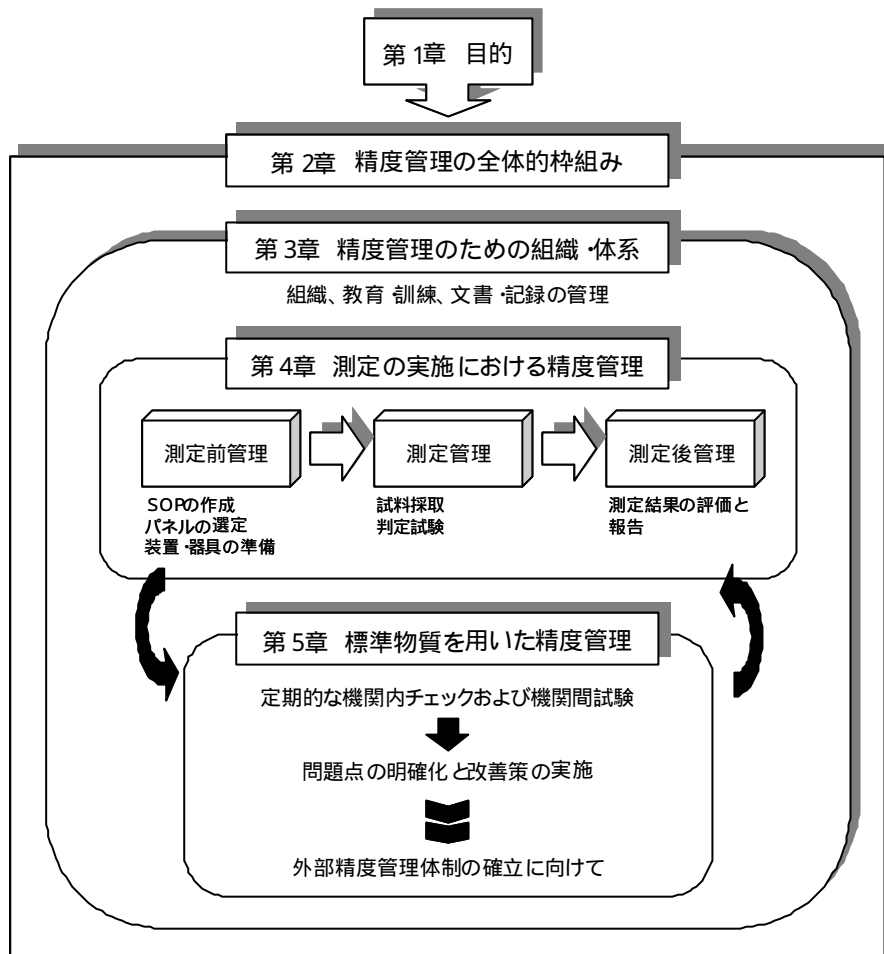 第1章 目的
第2章 精度管理の全体的枠組み
第3章 精度管理のための組織・体系
組織、教育・訓練、文書・記録の管理
第4章 測定の実施における精度管理
測定前管理
測定管理
測定後管理
SOPの作成
パネルの選定
装置・器具の準備
試料採取
判定試験
測定結果の評価と
報告
第5章 標準物質を用いた精度管理
定期的な機関内チェックおよび機関間試験
問題点の明確化と改善策の実施
外部精度管理体制の確立に向けて